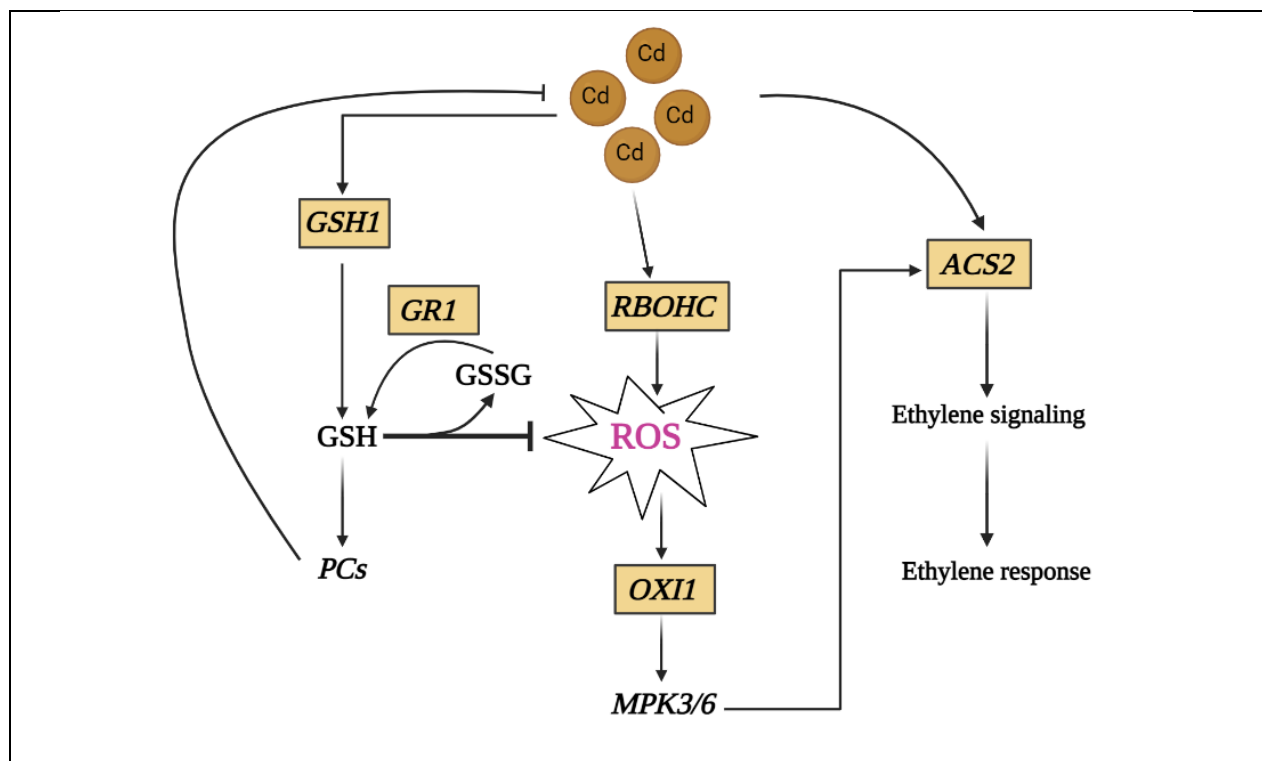 Cd
Cd
Cd
Cd
GSH1
ACS2
GR1
RBOHC
GSSG
Ethylene signaling
GSH
ROS
PCs
OXI1
Ethylene response
MPK3/6